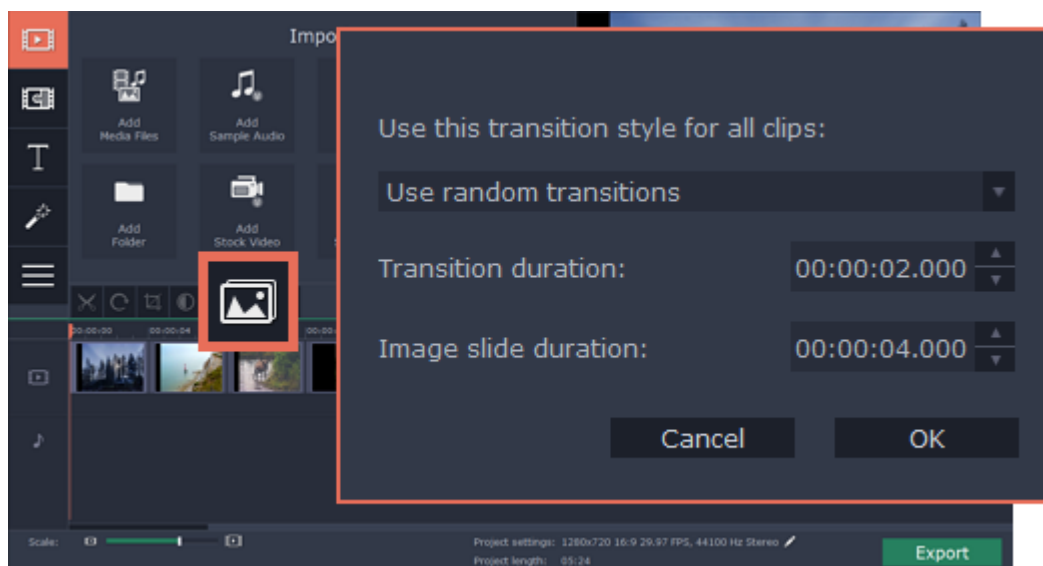 Impo
Add
Media Files
Add
Sample Audio
Add
Folder
Add
Stock Video
T
00:00:00
00:00:04
00:00
Use this transition style for all clips:
Use random transitions
Transition duration:
00:00:02.000
Image slide duration:
00:00:04.000
Cancel
OK
Scale:
Project settings: 1280x720 16:9 29.97 FPS, 44100 Hz Stereo
Project length: 05:24
Export